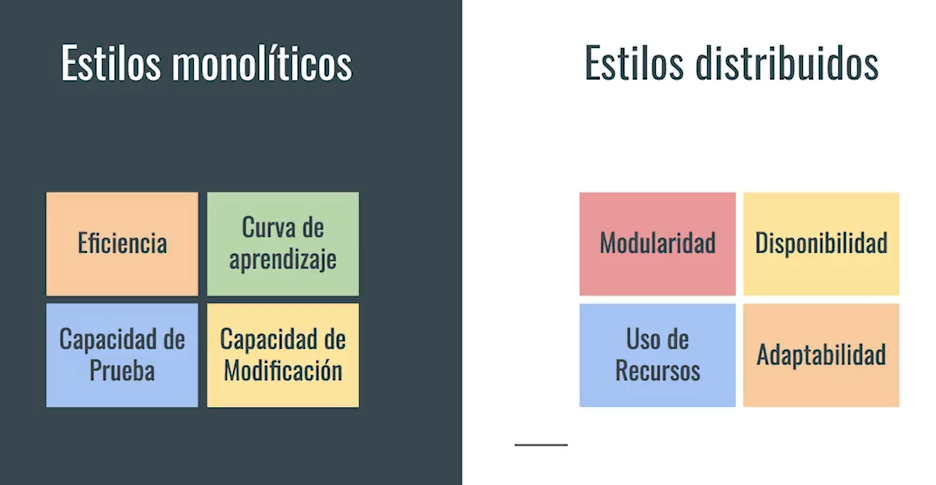 Estilos monolíticos
Eficiencia
Curva de
aprendizaje
Capacidad de
Prueba
Capacidad de
Modificación
Estilos distribuidos
Modularidad
Disponibilidad
Uso de
Recursos
Adaptabilidad